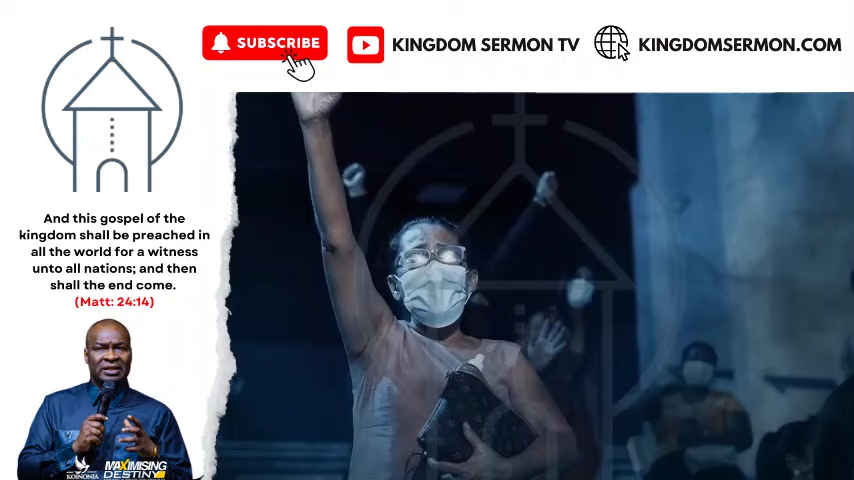 SUBSCRIBE
KINGDOM SERMON TV
KINGDOMSERMON.COM
And this gospel of the
kingdom shall be preached in
all the world for a witness
unto all nations; and then
shall the end come.
(Matt: 24:14)
KOINONIA
MAXIMISING
DESTINY